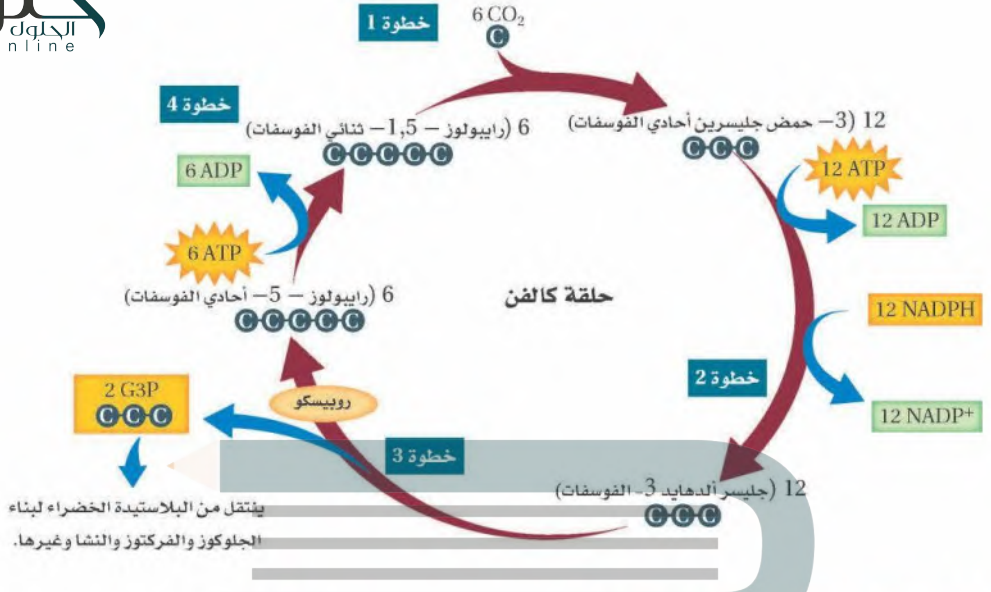 الحلول
nline
خطوة 1
6 CO₂
C
خطوة 4
6 (رايبولوز – 1,5– ثنائي الفوسفات)
C-C-C-C-C
12 (3– حمض جليسرين أحادي الفوسفات)
C-C-C
12 ATP
12 ADP
6 ADP
6 ATP
6 (رايبولوز – 5– أحادي الفوسفات)
C-C-C-C-C
حلقة كالفن
12 NADPH
خطوة 2
12 NADP+
2 G3P
C-C-C
روبيسكو
خطوة 3
12 (جليسر ألدهايد 3- الفوسفات)
C-C-C
ينتقل من البلاستيدة الخضراء لبناء
الجلوكوز والفركتوز والنشا وغيرها.